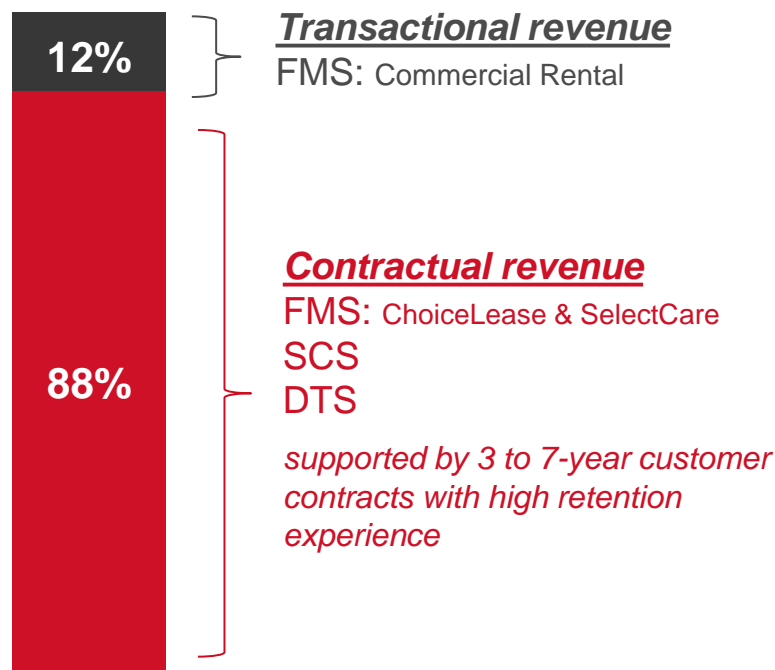 12%
Transactional revenue
FMS: Commercial Rental
88%
Contractual revenue
FMS: ChoiceLease & SelectCare
SCS
DTS
supported by 3 to 7-year customer
contracts with high retention
experience